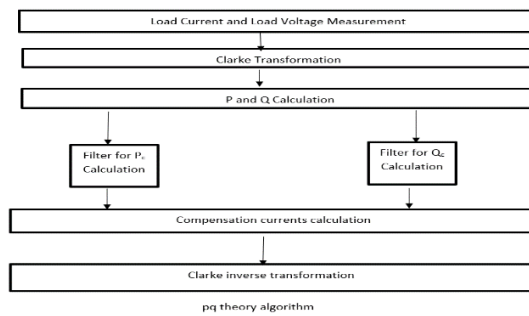 Load Current and Load Voltage Measurement
Clarke Transformation
P and Q Calculation
Filter for Pc
Calculation
Filter for Qc
Calculation
Compensation currents calculation
Clarke inverse transformation
pq theory algorithm